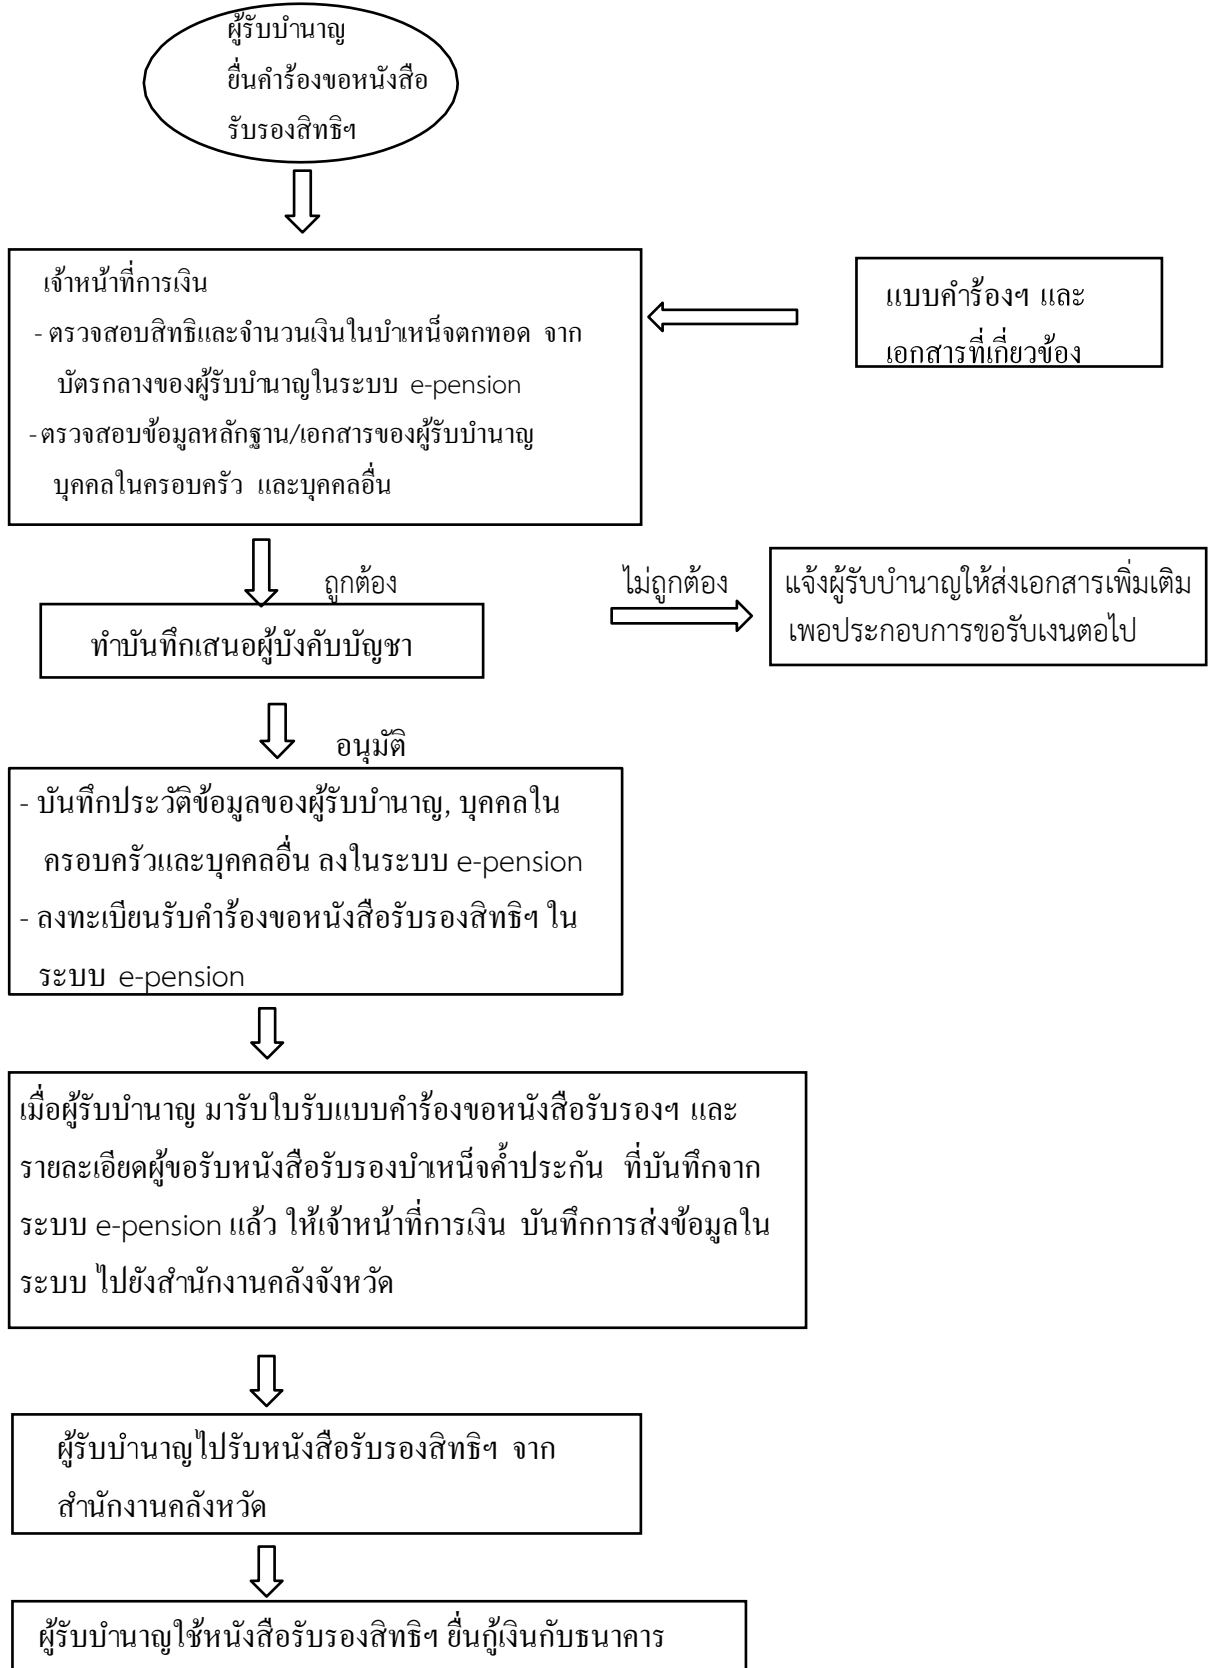 ผู้รับบำนาญ
ยื่นคำร้องขอหนังสือ
รับรองสิทธิฯ
เจ้าหน้าที่การเงิน
- ตรวจสอบสิทธิและจำนวนเงินในบำเหน็จตกทอด จาก
บัตรกลางของผู้รับบำนาญในระบบ e-pension
- ตรวจสอบข้อมูลหลักฐาน/เอกสารของผู้รับบำนาญ
บุคคลในครอบครัว และบุคคลอื่น
แบบคำร้องฯ และ
เอกสารที่เกี่ยวข้อง
ถูกต้อง
ไม่ถูกต้อง
แจ้งผู้รับบำนาญให้ส่งเอกสารเพิ่มเติม
เพอประกอบการขอรับเงนตอไป
ทำบันทึกเสนอผู้บังคับบัญชา
อนุมัติ
- บันทึกประวัติข้อมูลของผู้รับบำนาญ, บุคคลใน
ครอบครัวและบุคคลอื่น ลงในระบบ e-pension
- ลงทะเบียนรับคำร้องขอหนังสือรับรองสิทธิฯ ใน
ระบบ e-pension
เมื่อผู้รับบำนาญ มารับใบรับแบบคำร้องขอหนังสือรับรองฯ และ
รายละเอียดผู้ขอรับหนังสือรับรองบำเหน็จค้ำประกัน ที่บันทึกจาก
ระบบ e-pension แล้ว ให้เจ้าหน้าที่การเงิน บันทึกการส่งข้อมูลใน
ระบบ ไปยังสำนักงานคลังจังหวัด
ผู้รับบำนาญไปรับหนังสือรับรองสิทธิฯ จาก
สำนักงานคลังหวัด
ผู้รับบำนาญใช้หนังสือรับรองสิทธิฯ ยื่นกู้เงินกับธนาคาร